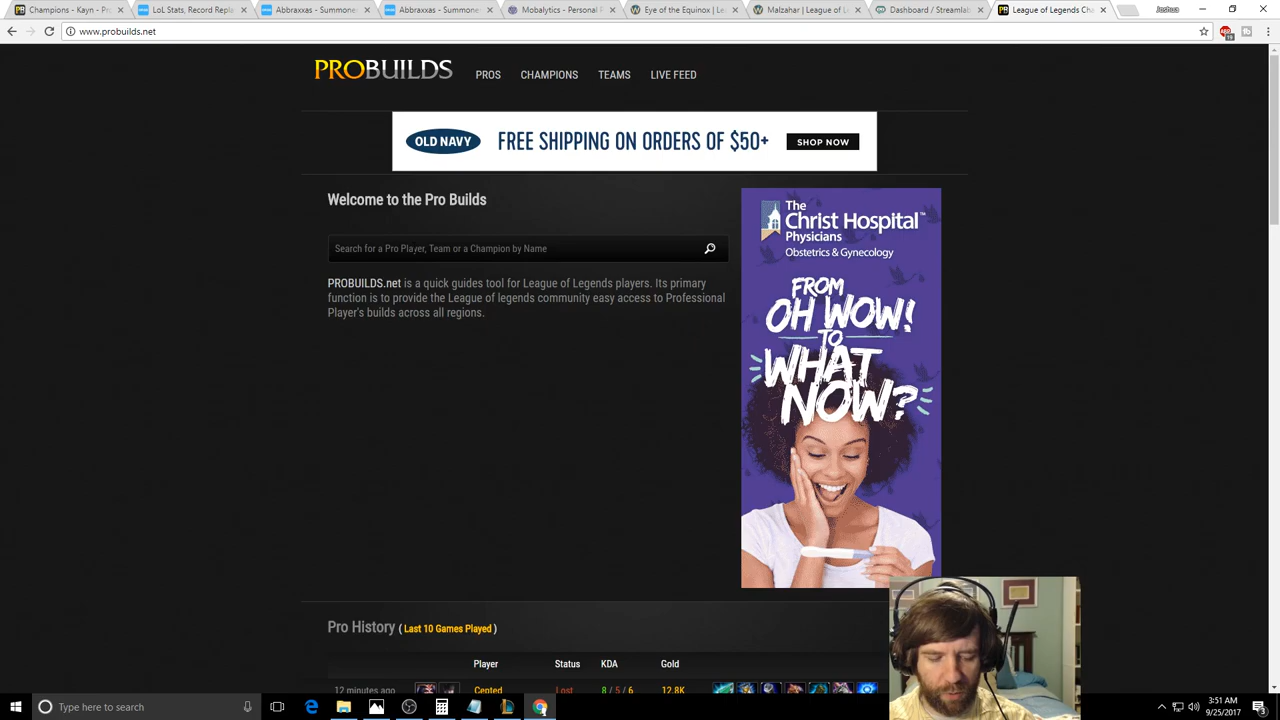 Champions - Kayn - Pro
LoL Stats, Record Repla
Abbraxxas - Summone
Abbraxxas - Summone
Mobalytics - Personal P
Eye of the Equinox | L
Malzahar | League of L
Dashboard / Streamlab
League of Legends Cha
Joshua
www.probuilds.net
PROBUILDS
PROS
CHAMPIONS
TEAMS
LIVE FEED
OLD NAVY
FREE SHIPPING ON ORDERS OF $50+
SHOP NOW
Welcome to the Pro Builds
Search for a Pro Player, Team or a Champion by Name
PROBUILDS.net is a quick guides tool for League of Legends players. Its primary
function is to provide the League of legends community easy access to Professional
Player's builds across all regions.
The
Christ Hospital™
Physicians
Obstetrics & Gynecology
FROM
OH WOW!
TO
WHAT
NOW?
Pro History ( Last 10 Games Played )
Player Status KDA Gold
12 minutes ago Cepted Lost 8 / 5 / 6 12.8K
Type here to search
3:51 AM
9/25/2017